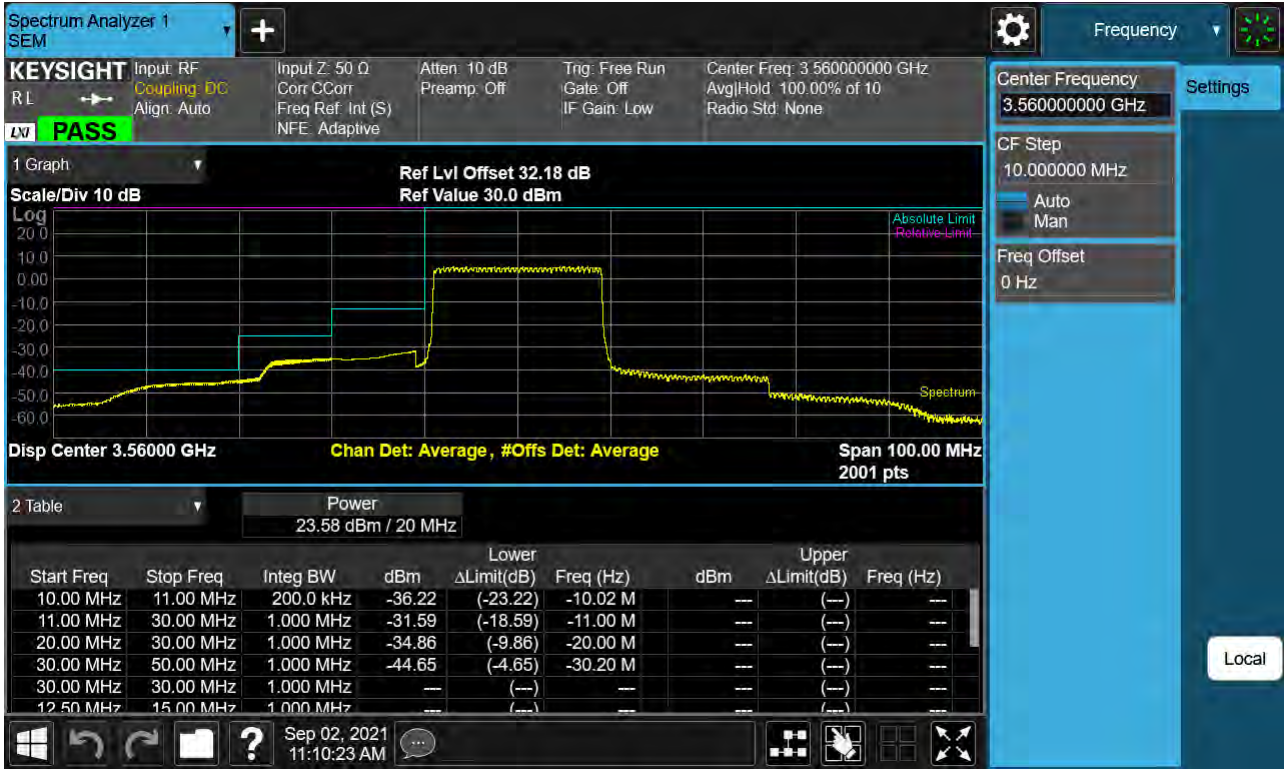 Spectrum Analyzer 1
SEM
+
Frequency
KEYSIGHT
RL
LXI
PASS
Input: RF
Coupling: DC
Align: Auto
Input Z: 50 Ω
Corr CCorr
Freq Ref: Int (S)
NFE: Adaptive
Atten: 10 dB
Preamp: Off
Trig: Free Run
Gate: Off
IF Gain: Low
Center Freq: 3.560000000 GHz
Avg|Hold: 100.00% of 10
Radio Std: None
Center Frequency
3.560000000 GHz
Settings
CF Step
10.000000 MHz
Auto
Man
Freq Offset
0 Hz
Local
1 Graph
Scale/Div 10 dB
Ref Lvl Offset 32.18 dB
Ref Value 30.0 dBm
Log
Absolute Limit
Relative Limit
20.0
10.0
0.00
-10.0
-20.0
-30.0
-40.0
-50.0
-60.0
Spectrum
Disp Center 3.56000 GHz Chan Det: Average, #Offs Det: Average Span 100.00 MHz
2001 pts
2 Table
Power
23.58 dBm / 20 MHz
Lower Upper
Start Freq Stop Freq Integ BW dBm ΔLimit(dB) Freq (Hz) dBm ΔLimit(dB) Freq (Hz)
10.00 MHz 11.00 MHz 200.0 kHz -36.22 (-23.22) -10.02 M --- (---) ---
11.00 MHz 30.00 MHz 1.000 MHz -31.59 (-18.59) -11.00 M --- (---) ---
20.00 MHz 30.00 MHz 1.000 MHz -34.86 (-9.86) -20.00 M --- (---) ---
30.00 MHz 50.00 MHz 1.000 MHz -44.65 (-4.65) -30.20 M --- (---) ---
30.00 MHz 30.00 MHz 1.000 MHz --- (---) --- --- (---) ---
12.50 MHz 15.00 MHz 1.000 MHz --- (---) --- --- (---) ---
?
Sep 02, 2021
11:10:23 AM